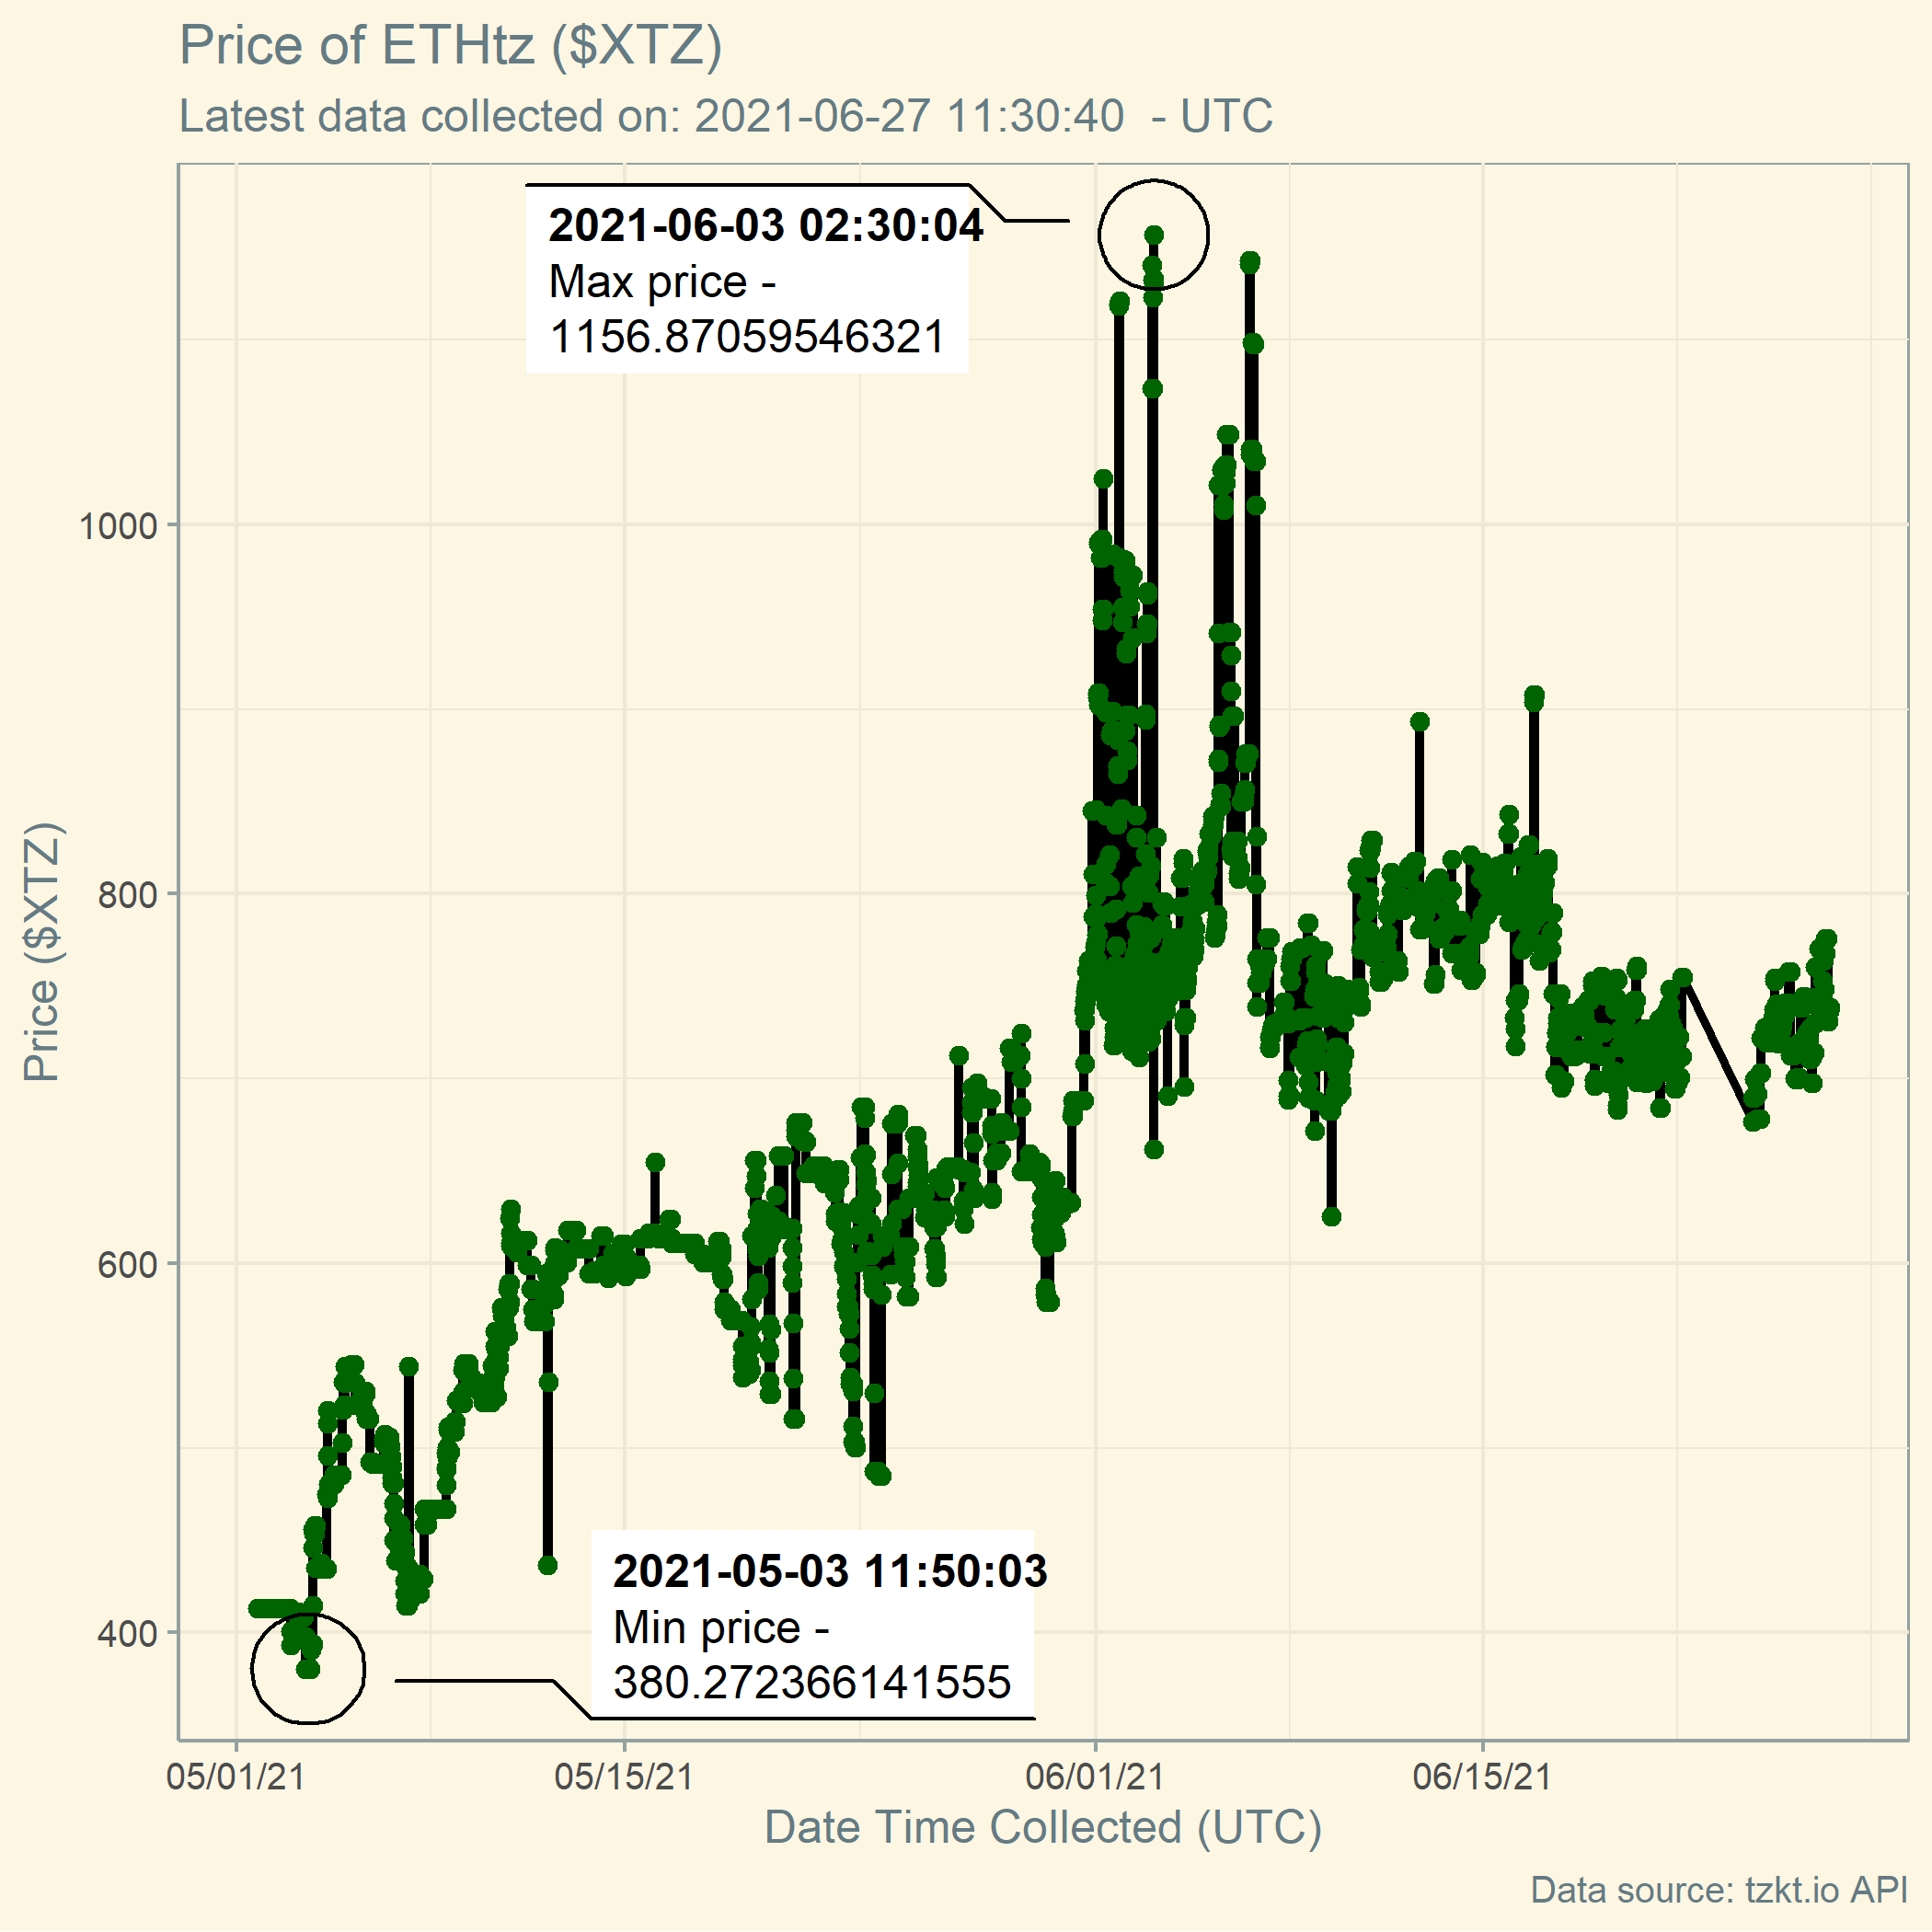 Price of ETHtz ($XTZ)
Latest data collected on: 2021-06-27 11:30:40  - UTC
2021-06-03 02:30:04
Max price -
1156.87059546321
1000
800
600
400
Price ($XTZ)
2021-05-03 11:50:03
Min price -
380.272366141555
05/01/21
05/15/21
06/01/21
06/15/21
Date Time Collected (UTC)
Data source: tzkt.io API